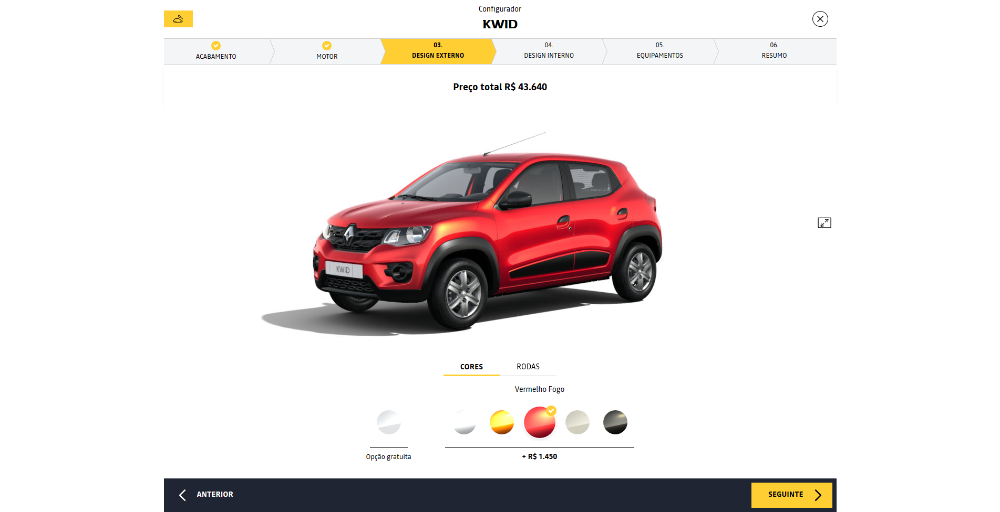 Configurador
KWID
ACABAMENTO
MOTOR
03.
DESIGN EXTERNO
04.
DESIGN INTERNO
05.
EQUIPAMENTOS
06.
RESUMO
Preço total R$ 43.640
KWID
CORES
RODAS
Vermelho Fogo
Opção gratuita
+ R$ 1.450
ANTERIOR
SEGUINTE